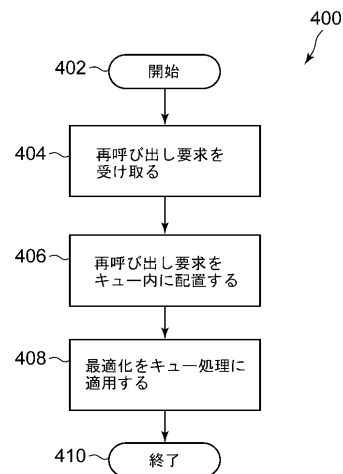 400
402
開始
404
再呼び出し要求を
受け取る
406
再呼び出し要求を
キュー内に配置する
408
最適化をキュー処理に
適用する
410
終了